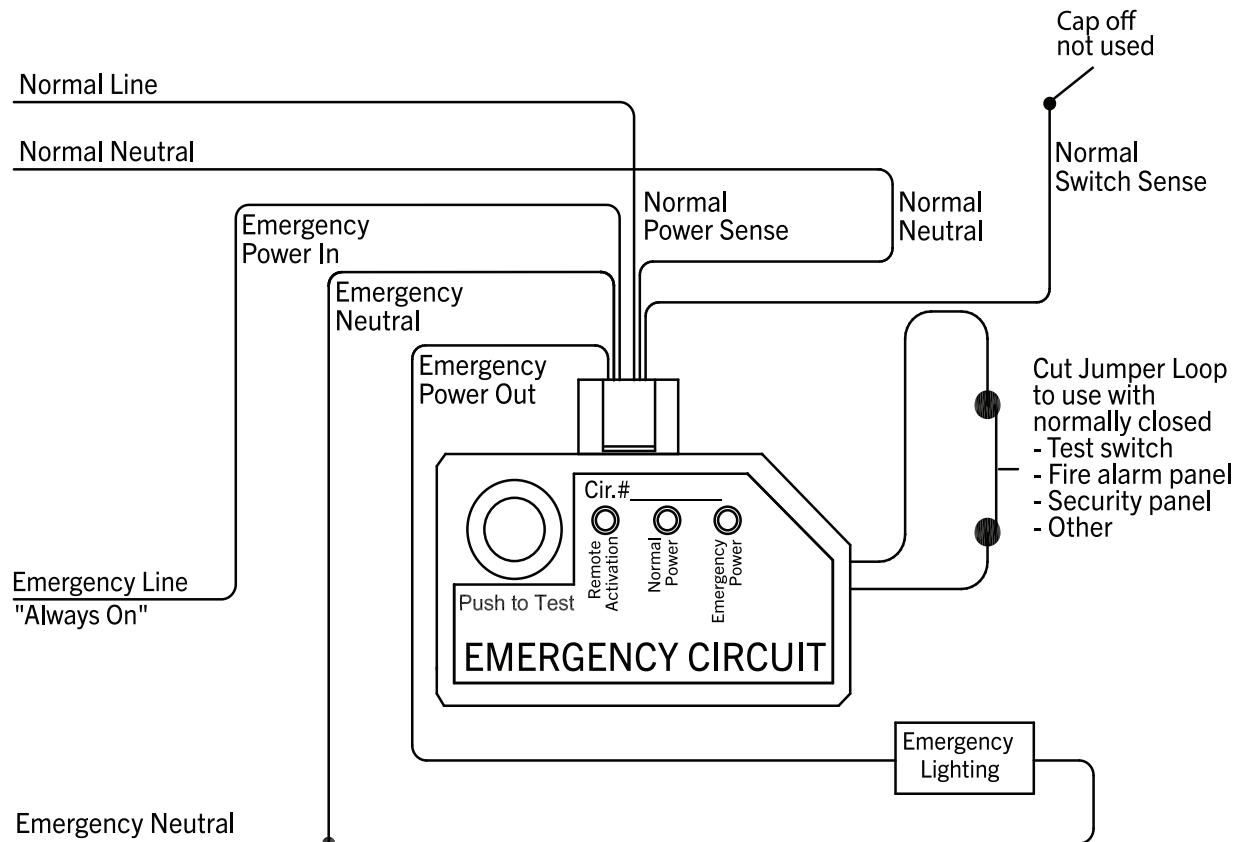 Cap off
not used
Normal Line
Normal Neutral
Normal
Switch Sense
Emergency
Power In
Normal
Power Sense
Normal
Neutral
Emergency
Neutral
Emergency
Power Out
Cut Jumper Loop
to use with
normally closed
- Test switch
- Fire alarm panel
- Security panel
- Other
Cir.#________
Remote
Activation
Normal
Power
Emergency
Power
Push to Test
EMERGENCY CIRCUIT
Emergency Line
"Always On"
Emergency
Lighting
Emergency Neutral